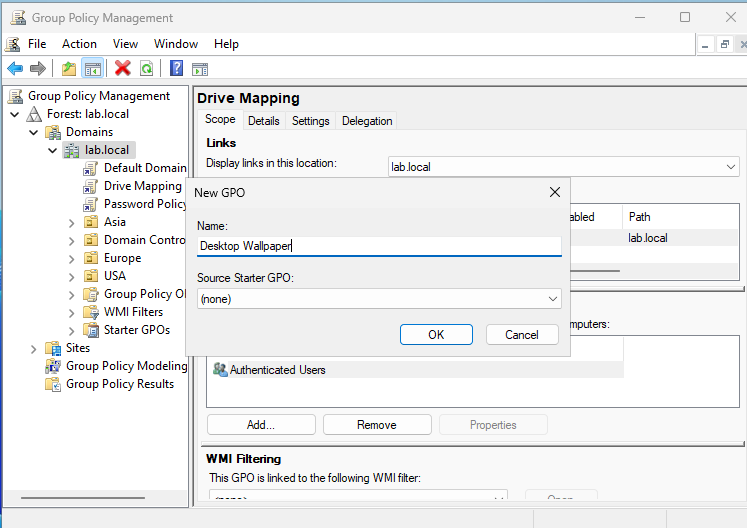 Group Policy Management
File Action View Window Help
Group Policy Management
Forest: lab.local
Domains
lab.local
Default Domain
Drive Mapping
Password Policy
Asia
Domain Contro
Europe
USA
Group Policy Ol
WMI Filters
Starter GPOs
Sites
Group Policy Modeling
Group Policy Results
Drive Mapping
Scope Details Settings Delegation
Links
Display links in this location: lab.local
abled Path
lab.local
New GPO
Name:
Desktop Wallpaper
Source Starter GPO:
(none)
OK Cancel
mputers:
Authenticated Users
Add... Remove Properties
WMI Filtering
This GPO is linked to the following WMI filter:
(none) Open